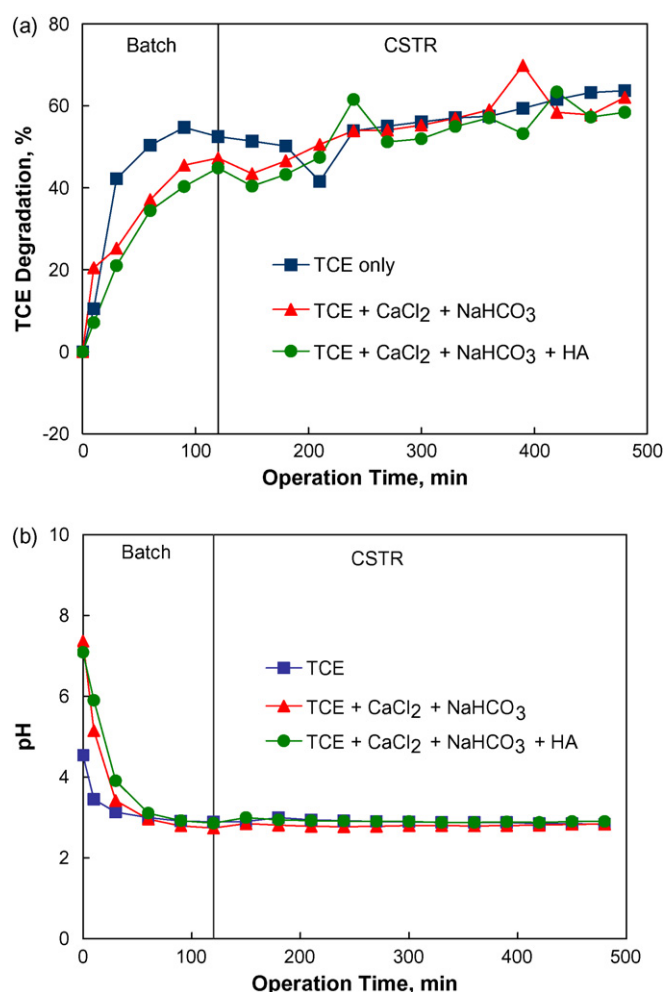 (a)
80
Batch
CSTR
60
40
20
0
-20
TCE Degradation, %
TCE only
TCE + CaCl2 + NaHCO3
TCE + CaCl2 + NaHCO3 + HA
0
100
200
300
400
500
Operation Time, min
(b)
10
Batch
CSTR
8
6
4
2
0
pH
TCE
TCE + CaCl2 + NaHCO3
TCE + CaCl2 + NaHCO3 + HA
0
100
200
300
400
500
Operation Time, min